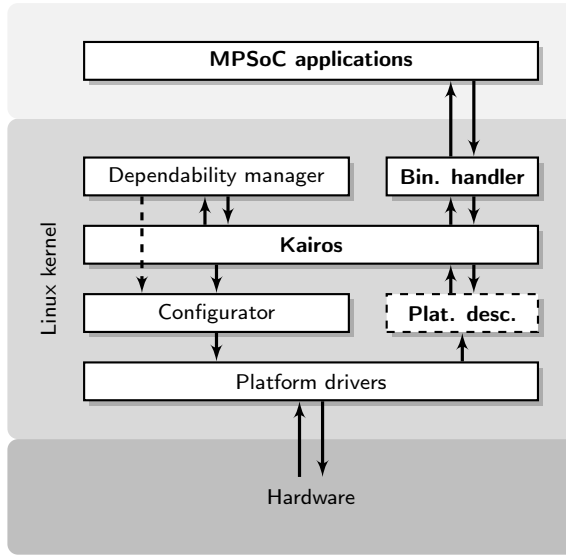 MPSoC applications
Dependability manager
Bin. handler
Kairos
Linux kernel
Configurator
Plat. desc.
Platform drivers
Hardware